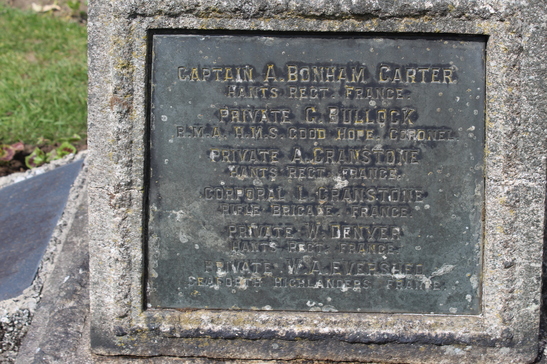 CAPTAIN A. BONHAM CARTER
HANTS REGT. FRANCE.
PRIVATE C. BULLOCK
R.M.A. H.M.S. GOOD HOPE, CORONEL.
PRIVATE A. CRANSTONE
HANTS REGT. FRANCE.
CORPORAL L. CRANSTONE
RIFLE BRIGADE, FRANCE.
PRIVATE W. DENYER
HANTS REGT. FRANCE.
PRIVATE W. A. EVERSHED
SEAFORTH HIGHLANDERS, FRANCE.